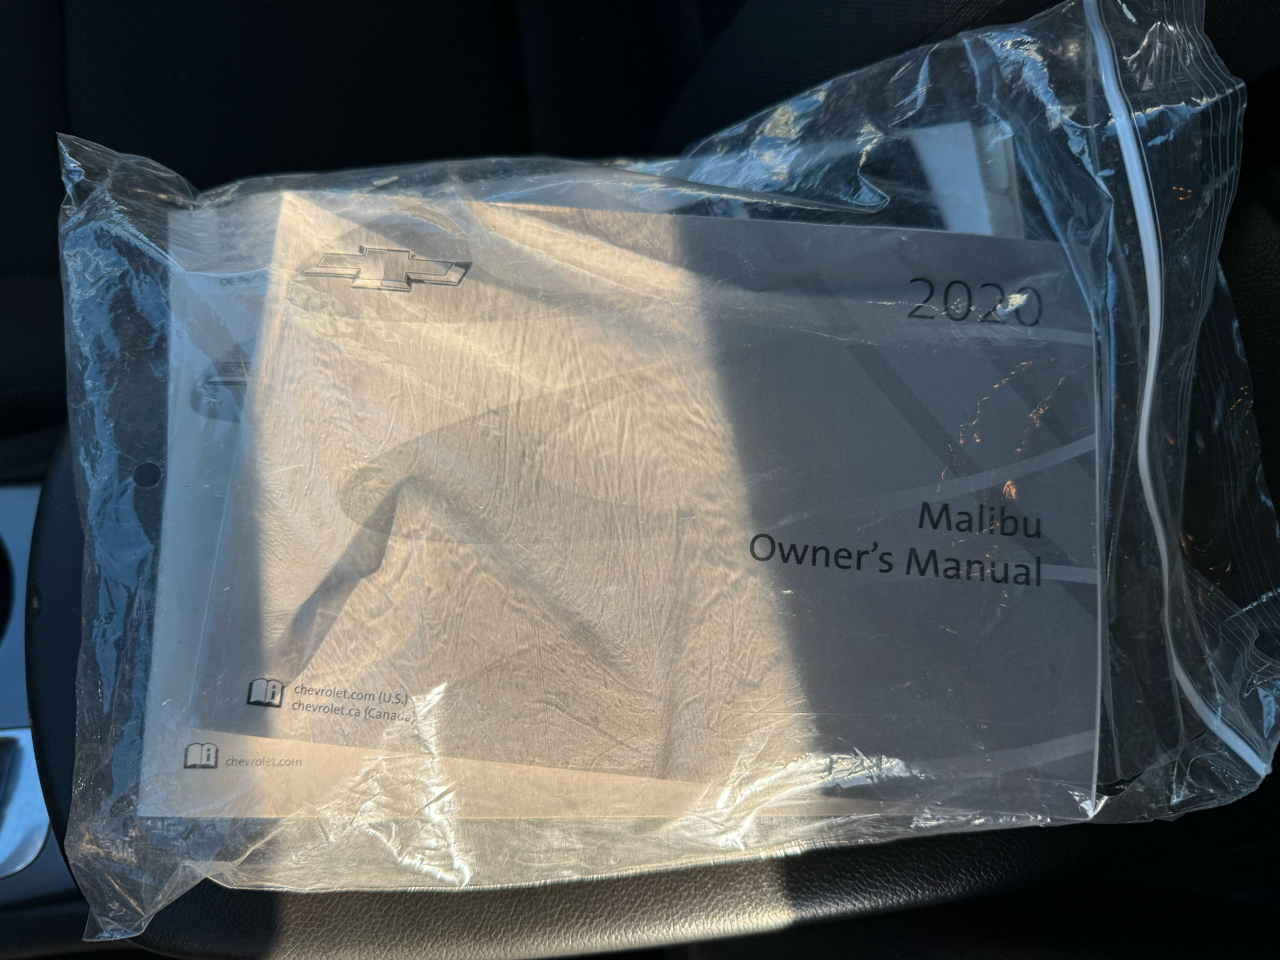 2020
Malibu
Owner's Manual
chevrolet.com (U.S.)
chevrolet.ca (Canada)
chevrolet.com